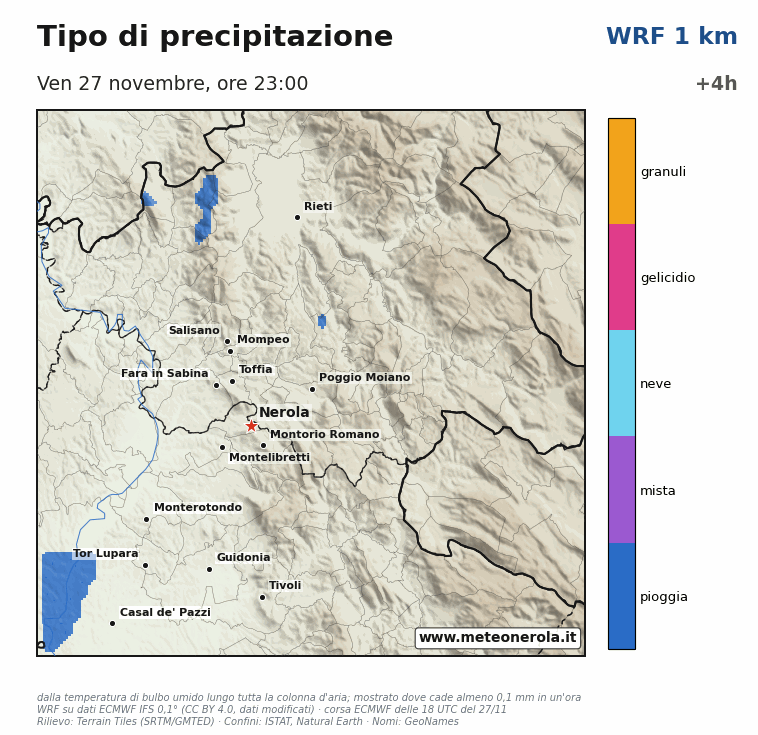 Tipo di precipitazione
WRF 1 km
Ven 27 novembre, ore 23:00
+4h
granuli
gelicidio
neve
mista
pioggia
Rieti
Salisano
Mompeo
Fara in Sabina
Toffia
Poggio Moiano
Nerola
Montorio Romano
Montelibretti
Monterotondo
Tor Lupara
Guidonia
Tivoli
Casal de' Pazzi
www.meteonerola.it
dalla temperatura di bulbo umido lungo tutta la colonna d'aria; mostrato dove cade almeno 0,1 mm in un'ora
WRF su dati ECMWF IFS 0,1° (CC BY 4.0, dati modificati) · corsa ECMWF delle 18 UTC del 27/11
Rilievo: Terrain Tiles (SRTM/GMTED) · Confini: ISTAT, Natural Earth · Nomi: GeoNames